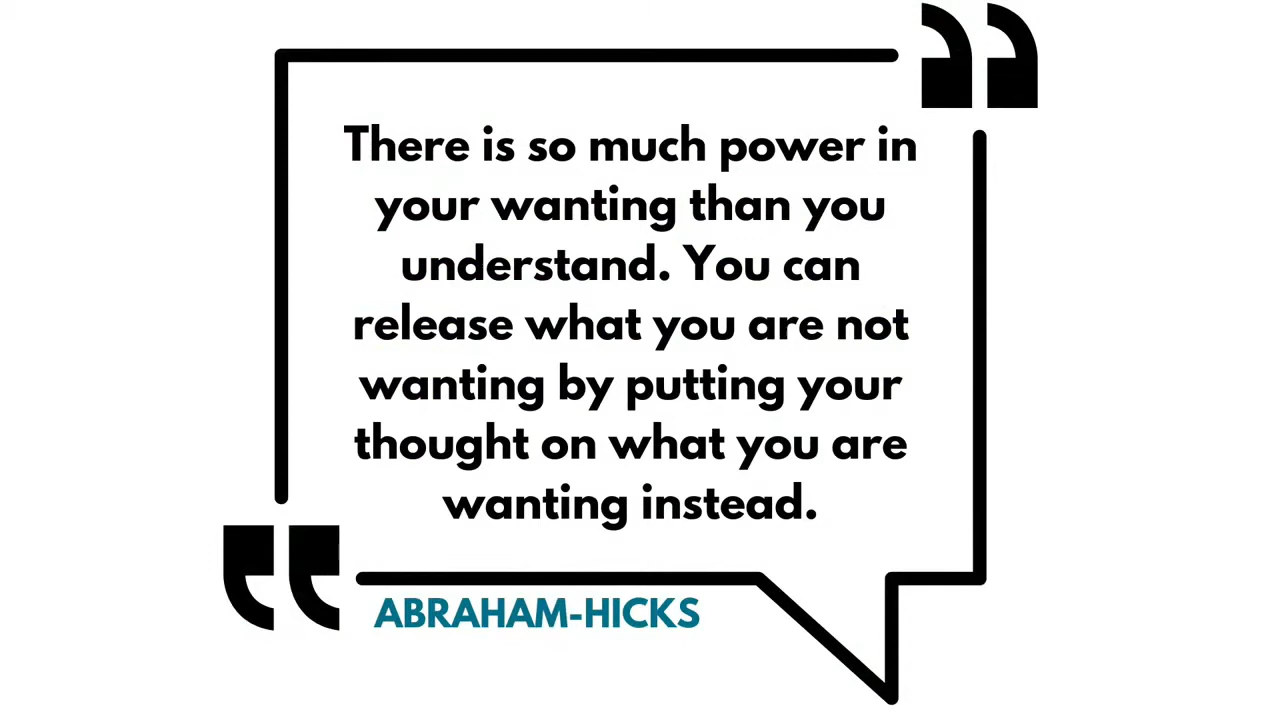 There is so much power in
your wanting than you
understand. You can
release what you are not
wanting by putting your
thought on what you are
wanting instead.
ABRAHAM-HICKS